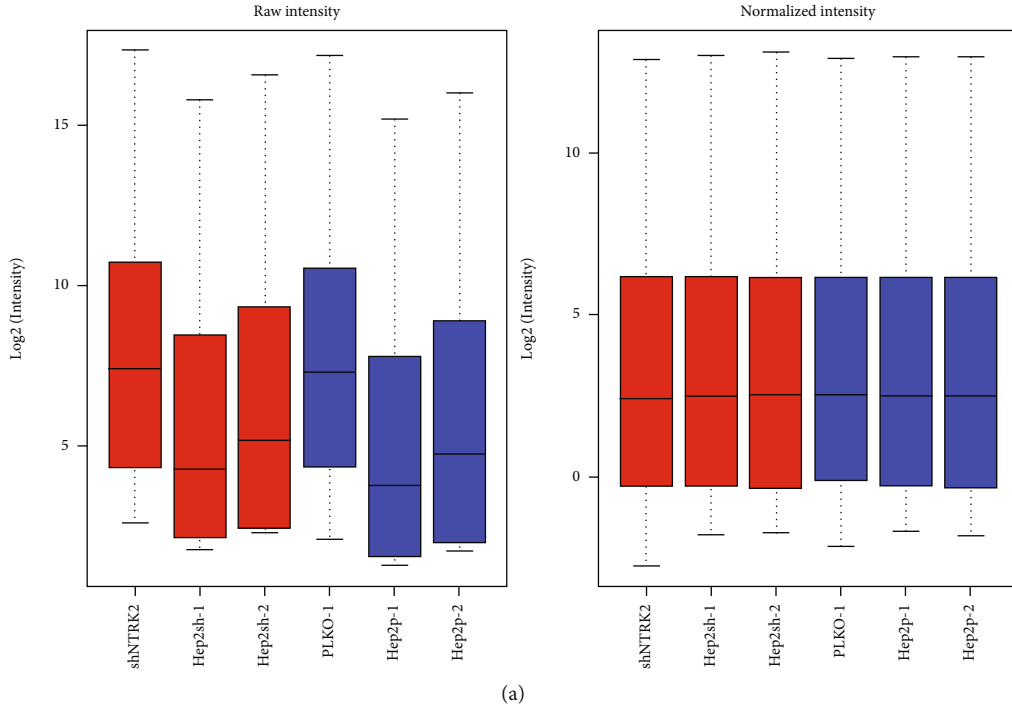 Raw intensity
Log2 (Intensity)
15
10
5
shNTRK2
Hep2sh-1
Hep2sh-2
PLKO-1
Hep2p-1
Hep2p-2
Normalized intensity
Log2 (Intensity)
10
5
0
shNTRK2
Hep2sh-1
Hep2sh-2
PLKO-1
Hep2p-1
Hep2p-2
(a)